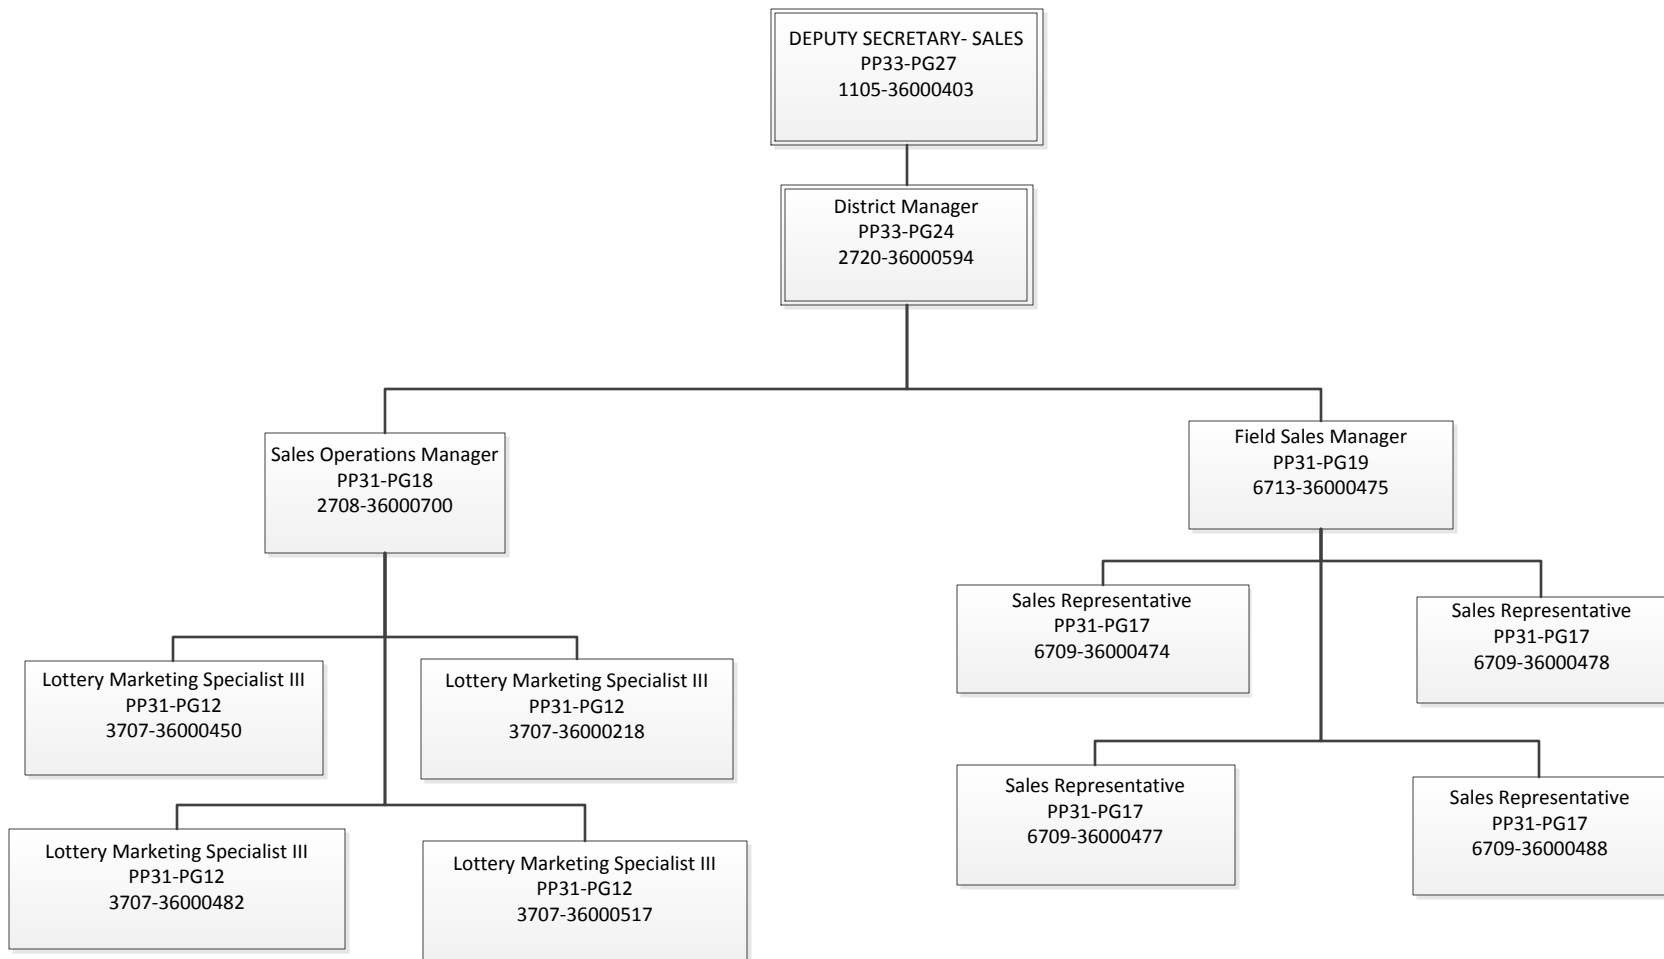 DEPUTY SECRETARY- SALES
PP33-PG27
1105-36000403
District Manager
PP33-PG24
2720-36000594
Sales Operations Manager
PP31-PG18
2708-36000700
Field Sales Manager
PP31-PG19
6713-36000475
Lottery Marketing Specialist III
PP31-PG12
3707-36000450
Lottery Marketing Specialist III
PP31-PG12
3707-36000218
Lottery Marketing Specialist III
PP31-PG12
3707-36000482
Lottery Marketing Specialist III
PP31-PG12
3707-36000517
Sales Representative
PP31-PG17
6709-36000474
Sales Representative
PP31-PG17
6709-36000478
Sales Representative
PP31-PG17
6709-36000477
Sales Representative
PP31-PG17
6709-36000488